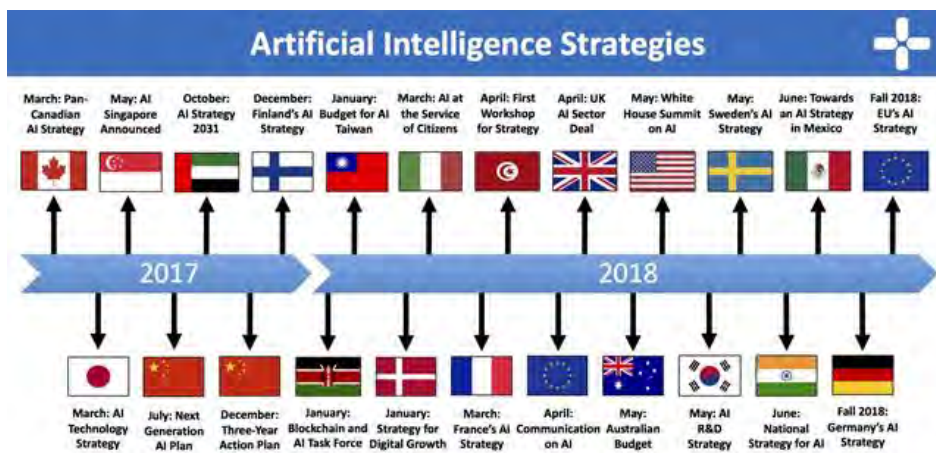 Artificial Intelligence Strategies
March: Pan-
Canadian
AI Strategy
May: AI
Singapore
Announced
October:
AI Strategy
2031
December:
Finland's AI
Strategy
January:
Budget for AI
Taiwan
March: AI at
the Service
of Citizens
April: First
Workshop
for Strategy
April: UK
AI Sector
Deal
May: White
House Summit
on AI
May:
Sweden's AI
Strategy
June: Towards
an AI Strategy
in Mexico
Fall 2018:
EU's AI
Strategy
2017
2018
March: AI
Technology
Strategy
July: Next
Generation
AI Plan
December:
Three-Year
Action Plan
January:
Blockchain and
AI Task Force
January:
Strategy for
Digital Growth
March:
France's AI
Strategy
April:
Communication
on AI
May:
Australian
Budget
May: AI
R&D
Strategy
June:
National
Strategy for AI
Fall 2018:
Germany's AI
Strategy